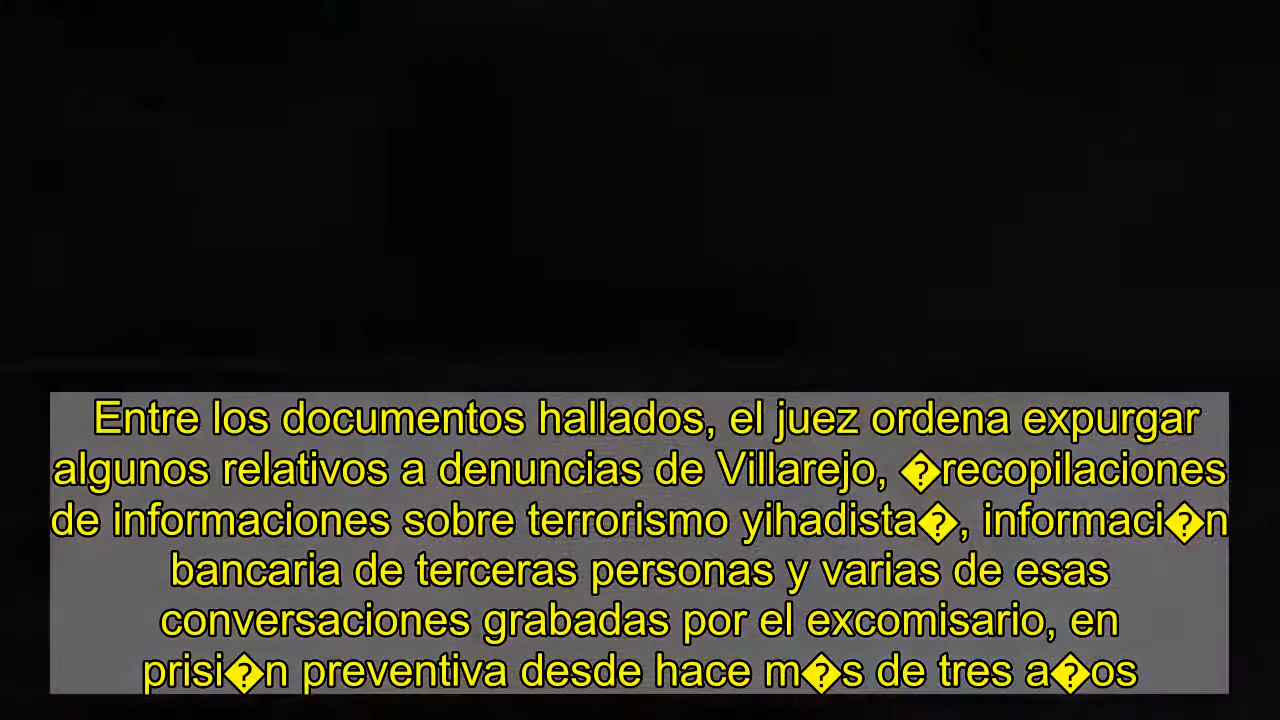 Entre los documentos hallados, el juez ordena expurgar
algunos relativos a denuncias de Villarejo, �recopilaciones
de informaciones sobre terrorismo yihadista�, informaci�n
bancaria de terceras personas y varias de esas
conversaciones grabadas por el excomisario, en
prisi�n preventiva desde hace m�s de tres a�os